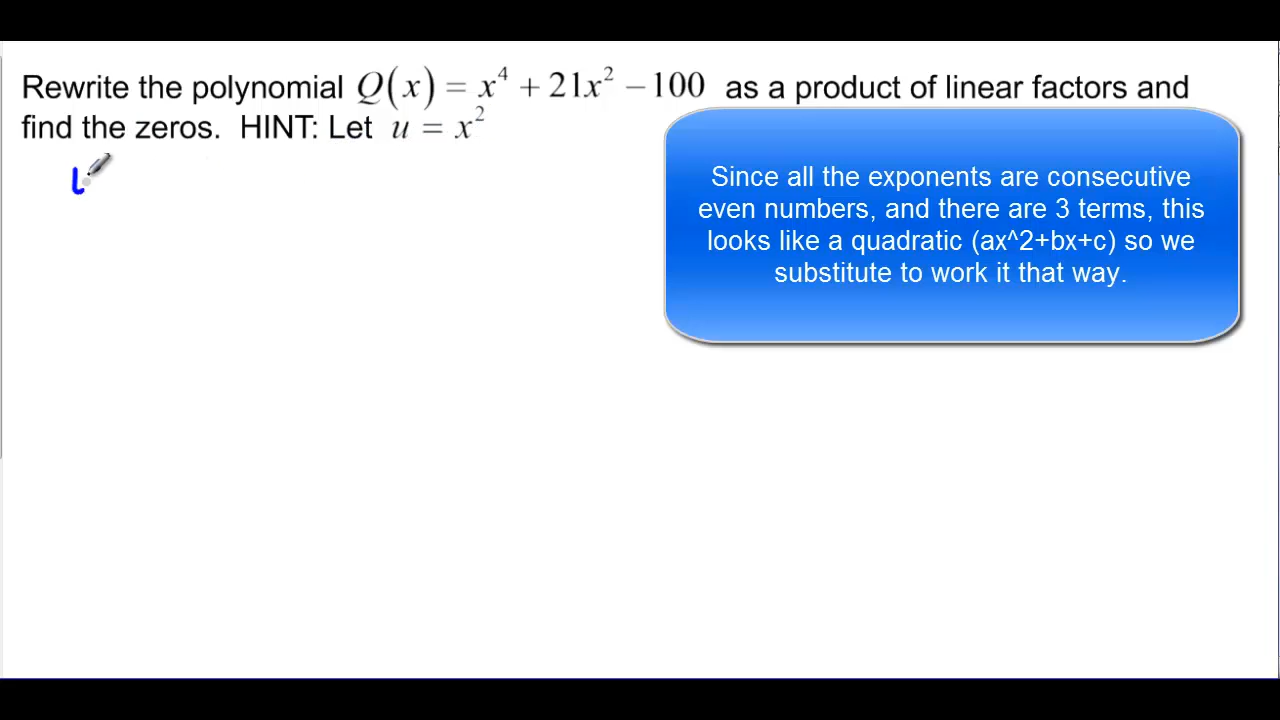 Rewrite the polynomial Q(x) = x⁴ + 21x² − 100 as a product of linear factors and
find the zeros. HINT: Let u = x²
Since all the exponents are consecutive
even numbers, and there are 3 terms, this
looks like a quadratic (ax^2+bx+c) so we
substitute to work it that way.